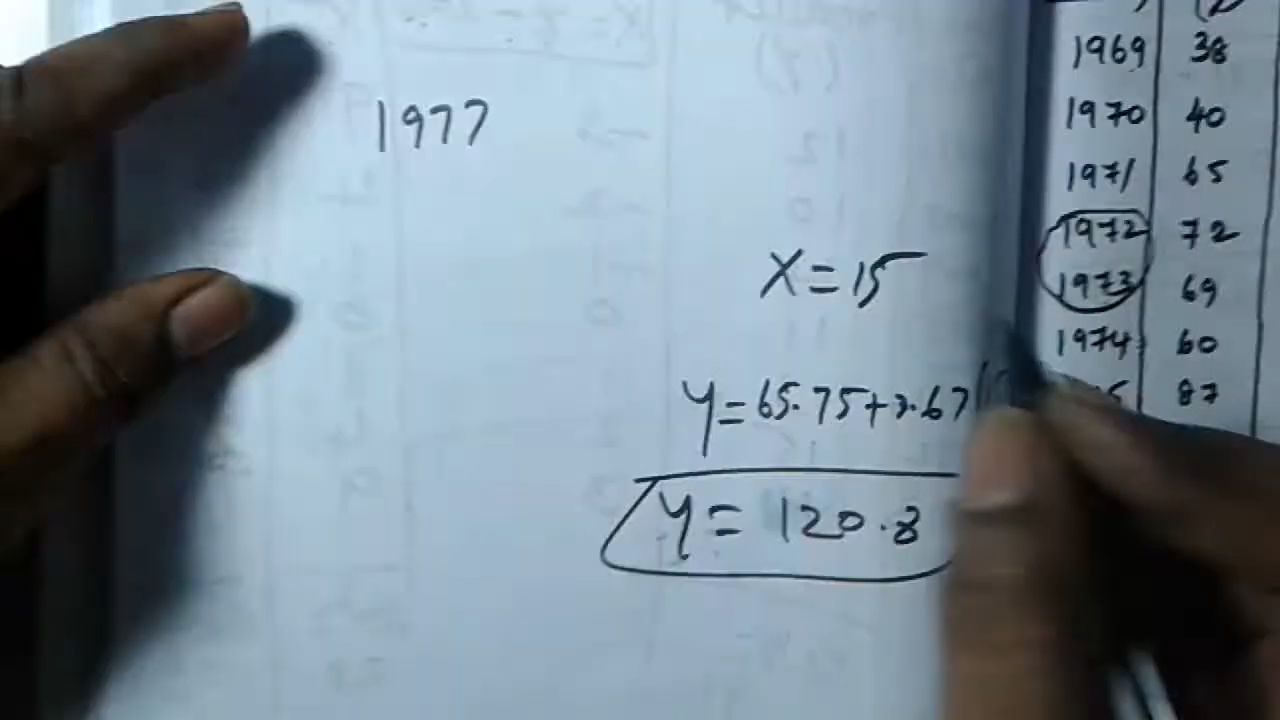 1977
X = 15
Y = 65.75 + 3.67
Y = 120.8
1969 38
1970 40
1971 65
1972 72
1973 69
1974 60
87